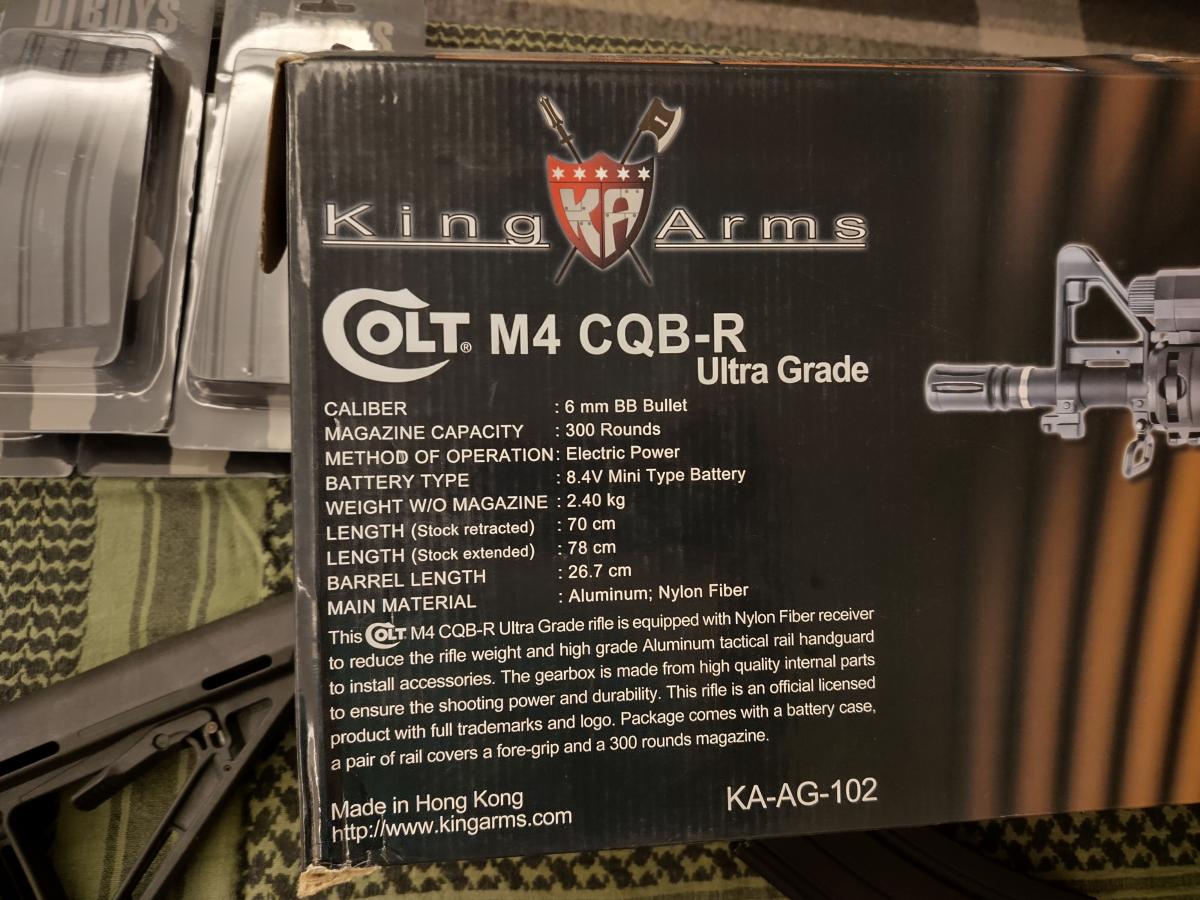 DIBOYS
King KA Arms
COLT® M4 CQB-R
Ultra Grade
CALIBER : 6 mm BB Bullet
MAGAZINE CAPACITY : 300 Rounds
METHOD OF OPERATION : Electric Power
BATTERY TYPE : 8.4V Mini Type Battery
WEIGHT W/O MAGAZINE : 2.40 kg
LENGTH (Stock retracted) : 70 cm
LENGTH (Stock extended) : 78 cm
BARREL LENGTH : 26.7 cm
MAIN MATERIAL : Aluminum; Nylon Fiber
This COLT M4 CQB-R Ultra Grade rifle is equipped with Nylon Fiber receiver
to reduce the rifle weight and high grade Aluminum tactical rail handguard
to install accessories. The gearbox is made from high quality internal parts
to ensure the shooting power and durability. This rifle is an official licensed
product with full trademarks and logo. Package comes with a battery case,
a pair of rail covers a fore-grip and a 300 rounds magazine.
Made in Hong Kong
http://www.kingarms.com
KA-AG-102